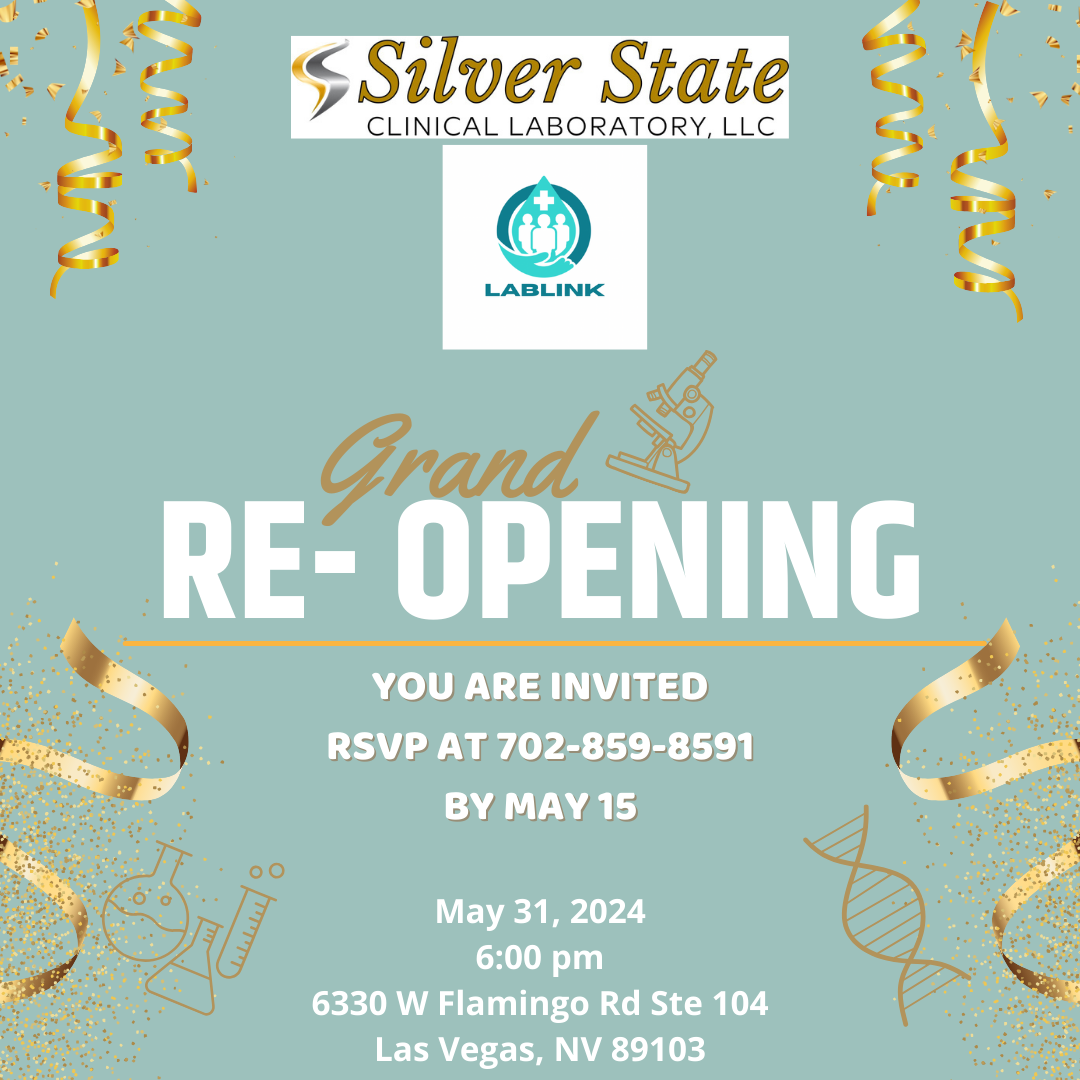 Silver State
CLINICAL LABORATORY, LLC
LABLINK
Grand
RE- OPENING
YOU ARE INVITED
RSVP AT 702-859-8591
BY MAY 15
May 31, 2024
6:00 pm
6330 W Flamingo Rd Ste 104
Las Vegas, NV 89103